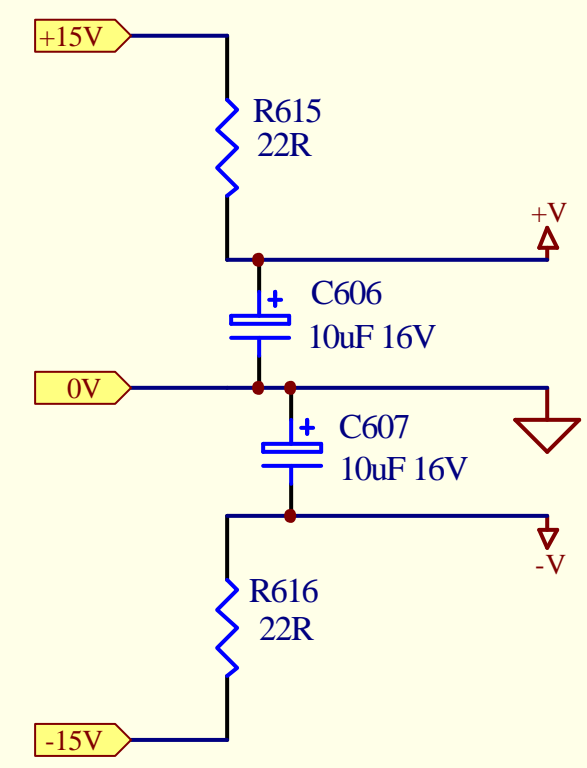 +15V
R615
22R
+V
+
C606
10uF 16V
0V
+
C607
10uF 16V
-V
R616
22R
-15V